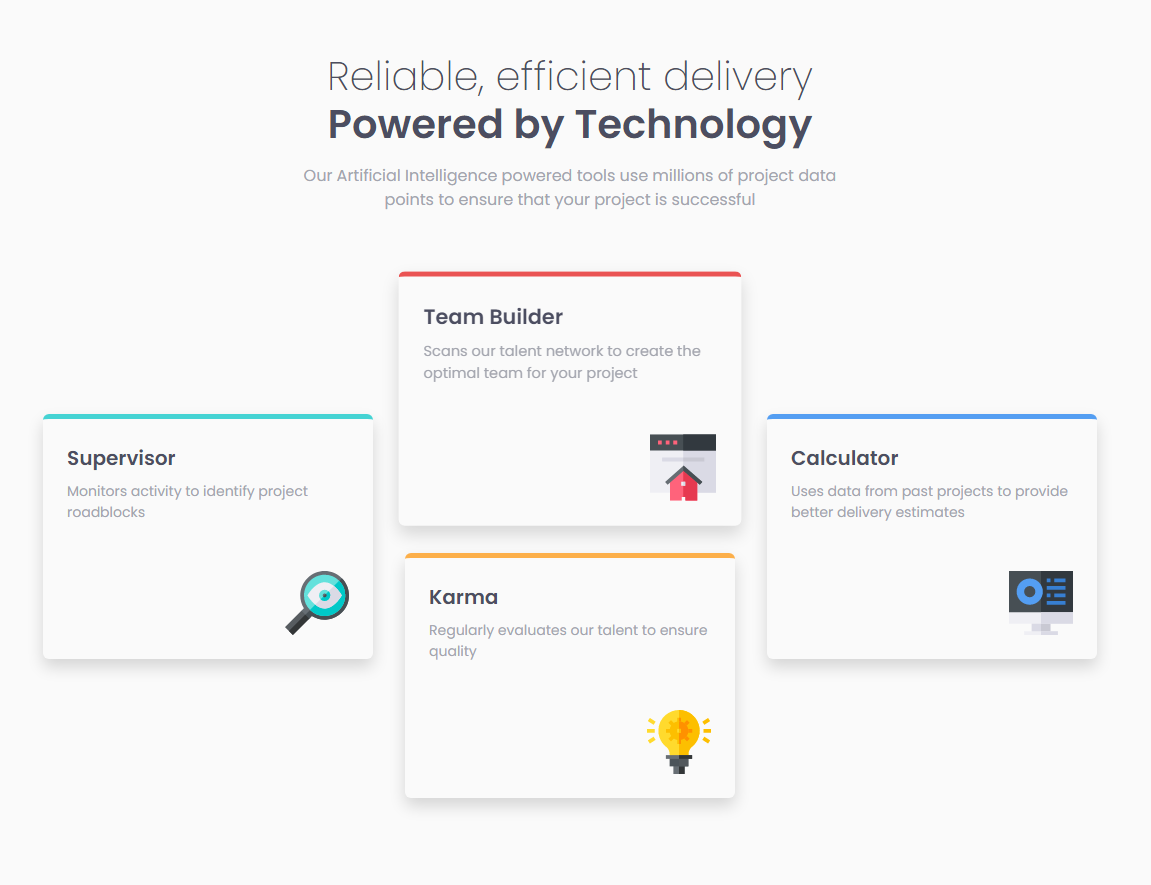 Reliable, efficient delivery
Powered by Technology
Our Artificial Intelligence powered tools use millions of project data
points to ensure that your project is successful
Team Builder
Scans our talent network to create the
optimal team for your project
Supervisor
Monitors activity to identify project
roadblocks
Calculator
Uses data from past projects to provide
better delivery estimates
Karma
Regularly evaluates our talent to ensure
quality